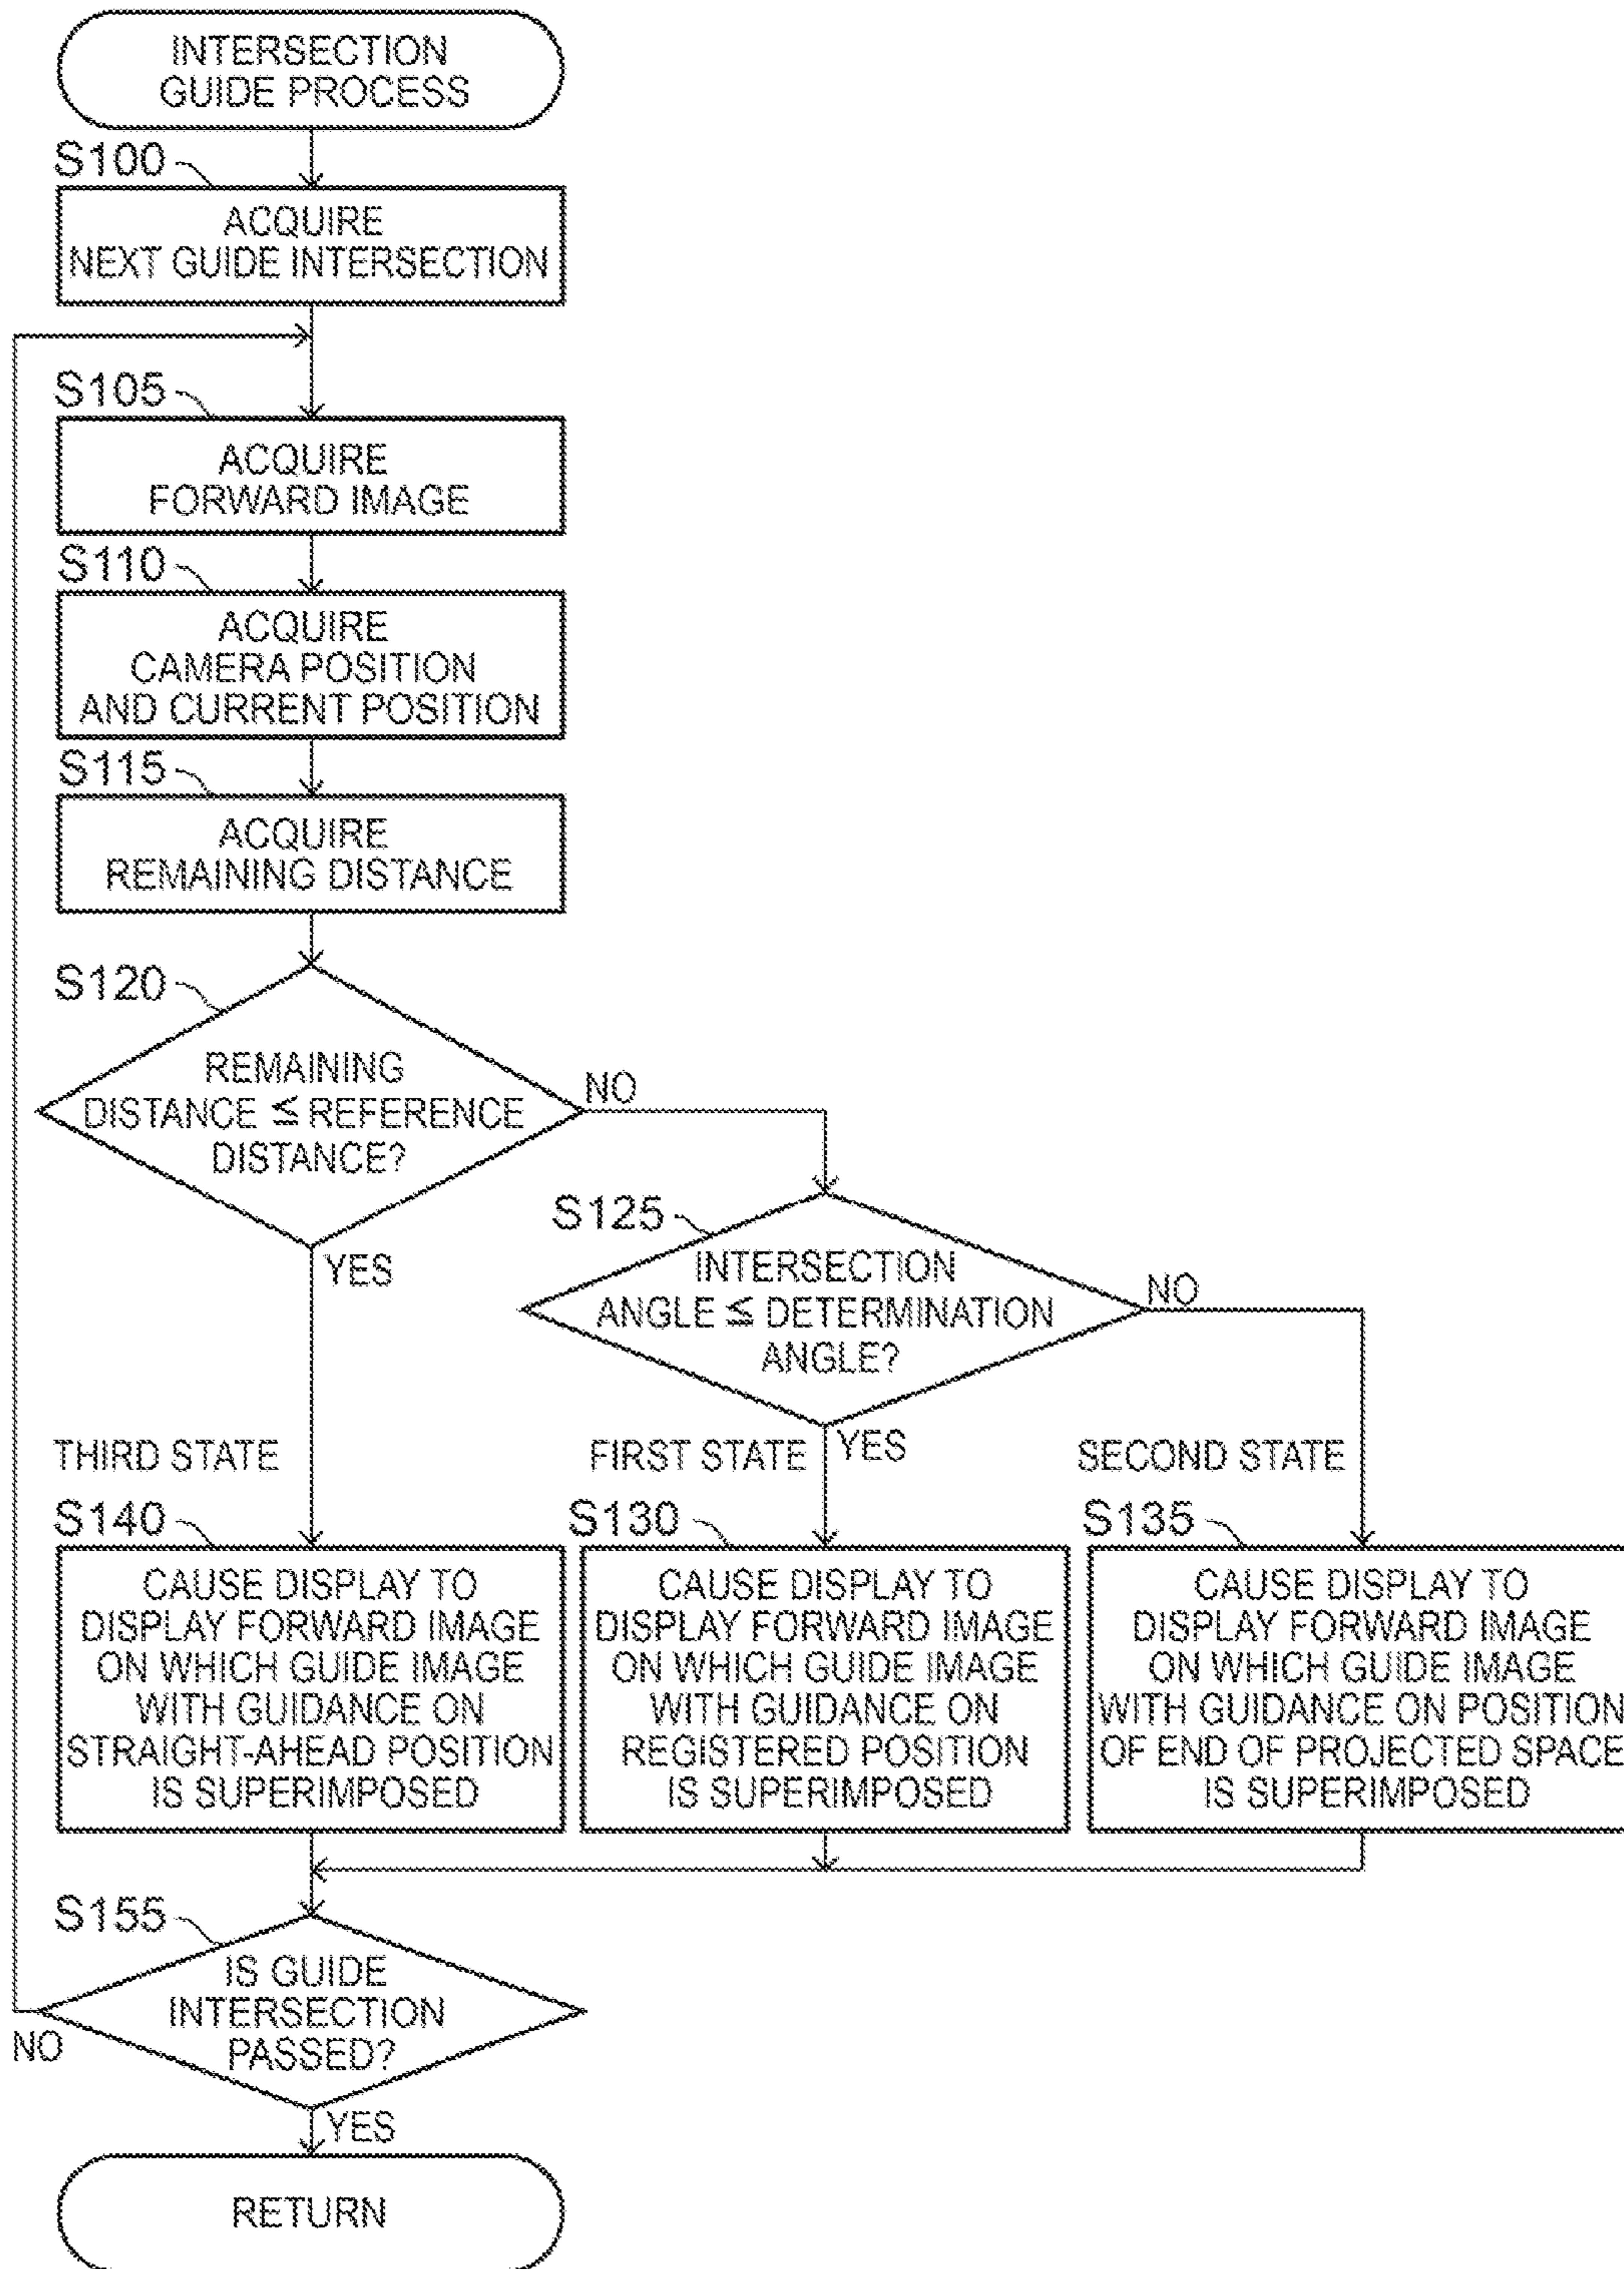 INTERSECTION
GUIDE PROCESS
S100
ACQUIRE
NEXT GUIDE INTERSECTION
S105
ACQUIRE
FORWARD IMAGE
S110
ACQUIRE
CAMERA POSITION
AND CURRENT POSITION
S115
ACQUIRE
REMAINING DISTANCE
S120
REMAINING
DISTANCE ≦ REFERENCE
DISTANCE?
NO
YES
S125
INTERSECTION
ANGLE ≦ DETERMINATION
ANGLE?
NO
YES
THIRD STATE
FIRST STATE
SECOND STATE
S140
CAUSE DISPLAY TO
DISPLAY FORWARD IMAGE
ON WHICH GUIDE IMAGE
WITH GUIDANCE ON
STRAIGHT-AHEAD POSITION
IS SUPERIMPOSED
S130
CAUSE DISPLAY TO
DISPLAY FORWARD IMAGE
ON WHICH GUIDE IMAGE
WITH GUIDANCE ON
REGISTERED POSITION
IS SUPERIMPOSED
S135
CAUSE DISPLAY TO
DISPLAY FORWARD IMAGE
ON WHICH GUIDE IMAGE
WITH GUIDANCE ON POSITION
OF END OF PROJECTED SPACE
IS SUPERIMPOSED
S155
IS GUIDE
INTERSECTION
PASSED?
NO
YES
RETURN